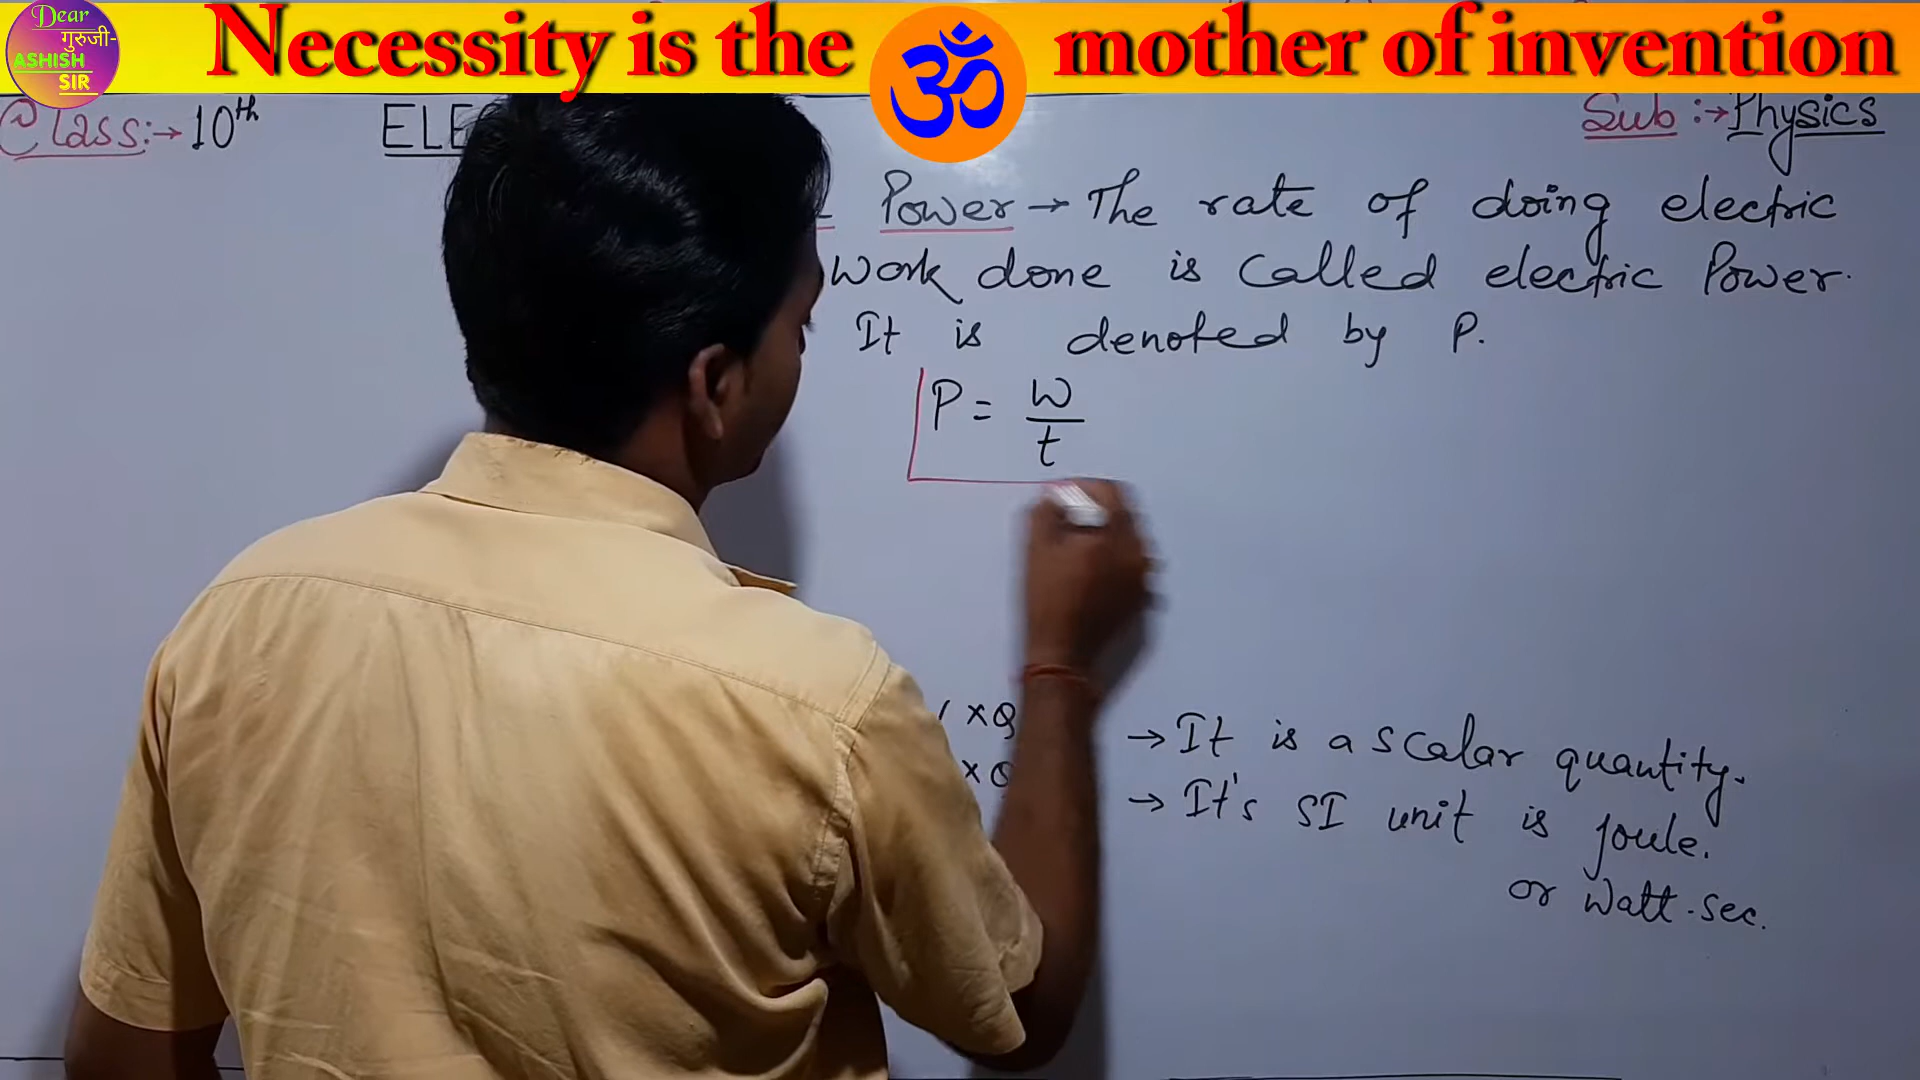 Dear
गुरुजी-
ASHISH
SIR
Necessity is the ॐ mother of invention
Class:→ 10th
Sub:→ Physics
Power → The rate of doing electric
Work done is Called electric Power.
It is denoted by P.
P = W
t
×Q
×Q
→ It is a scalar quantity.
→ It's SI unit is joule.
or Watt-sec.